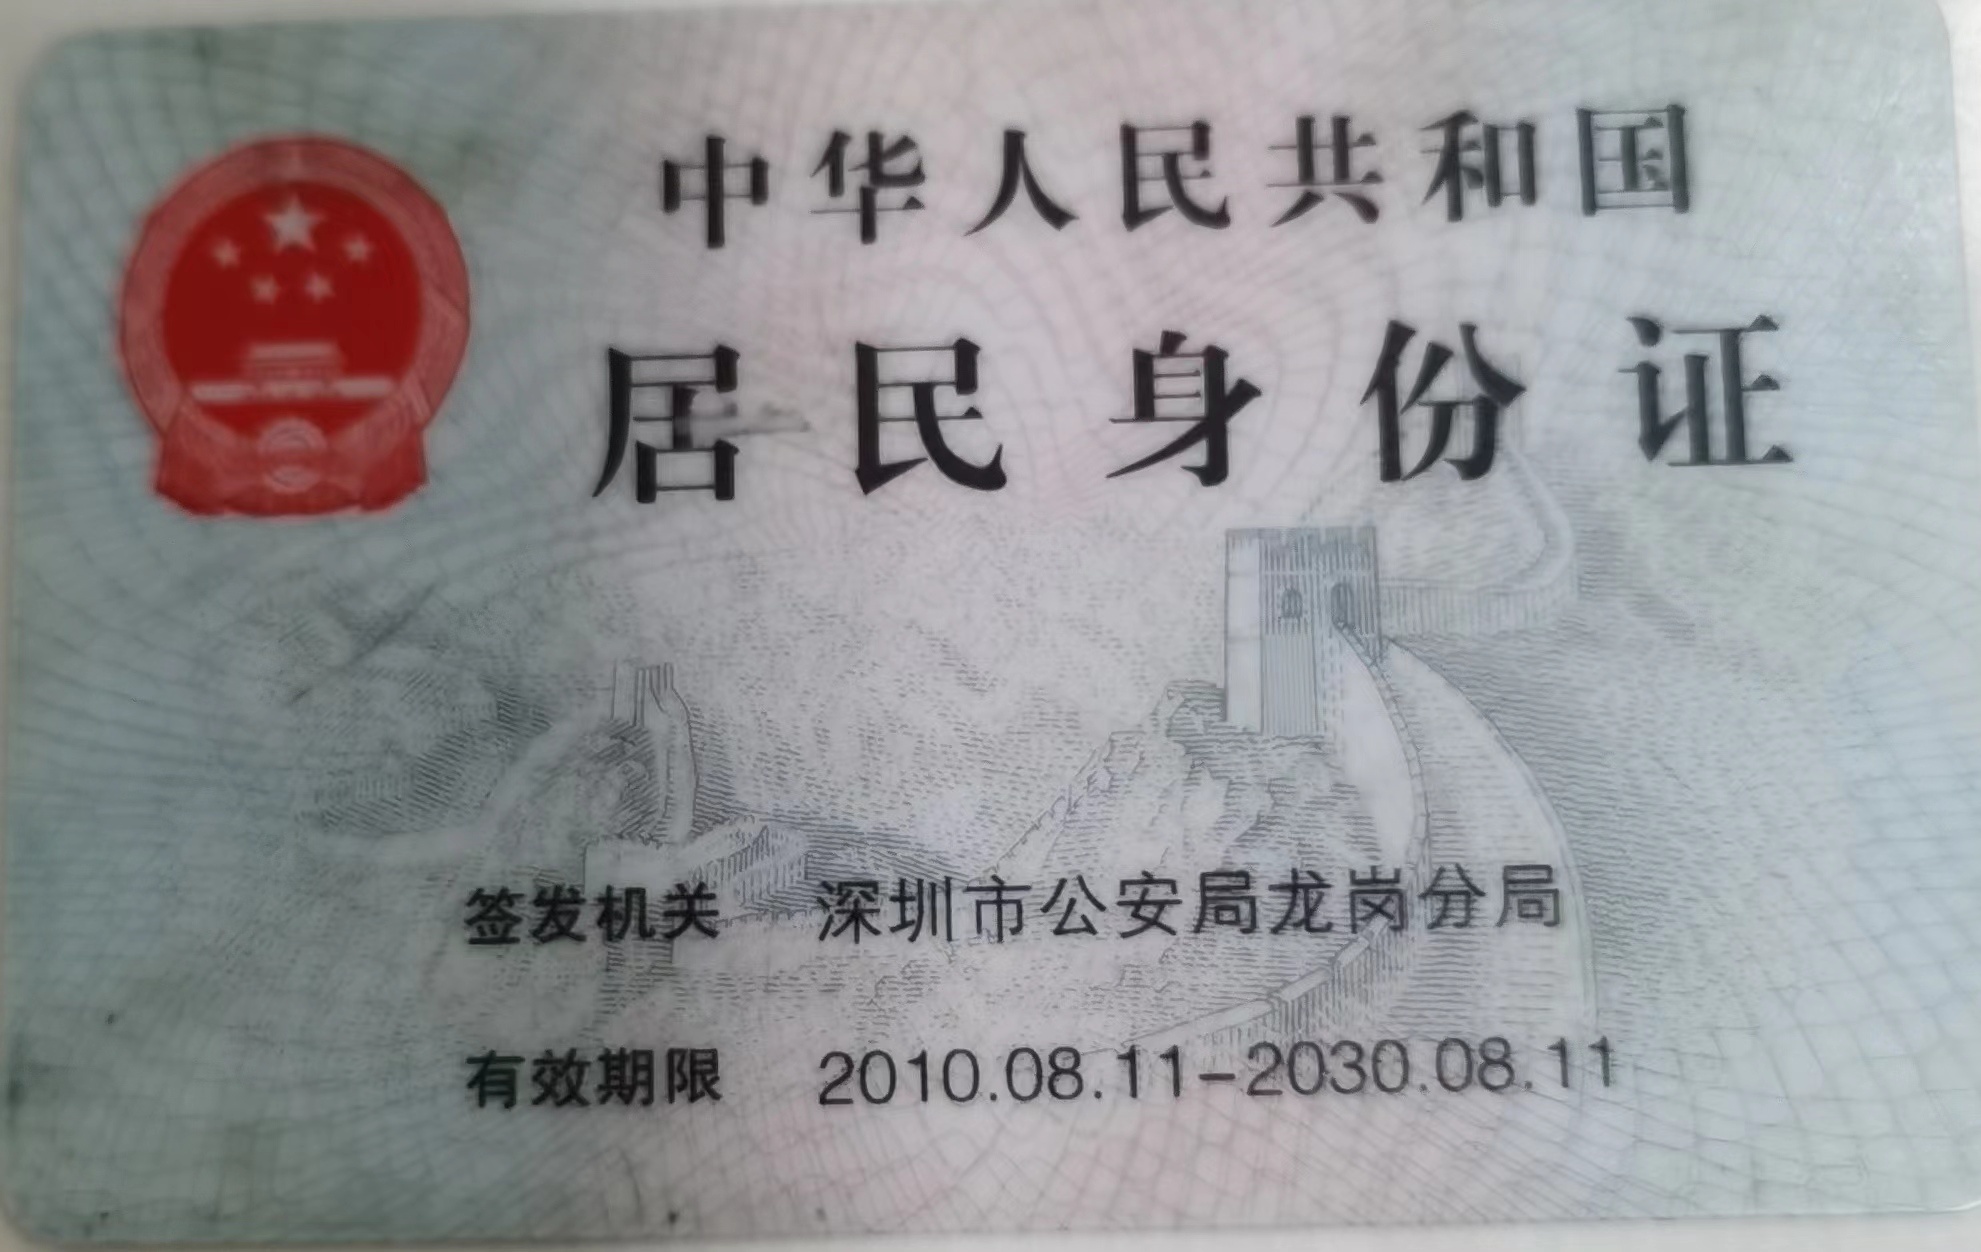 中华人民共和国
居民身份证
签发机关 深圳市公安局龙岗分局
有效期限 2010.08.11-2030.08.11